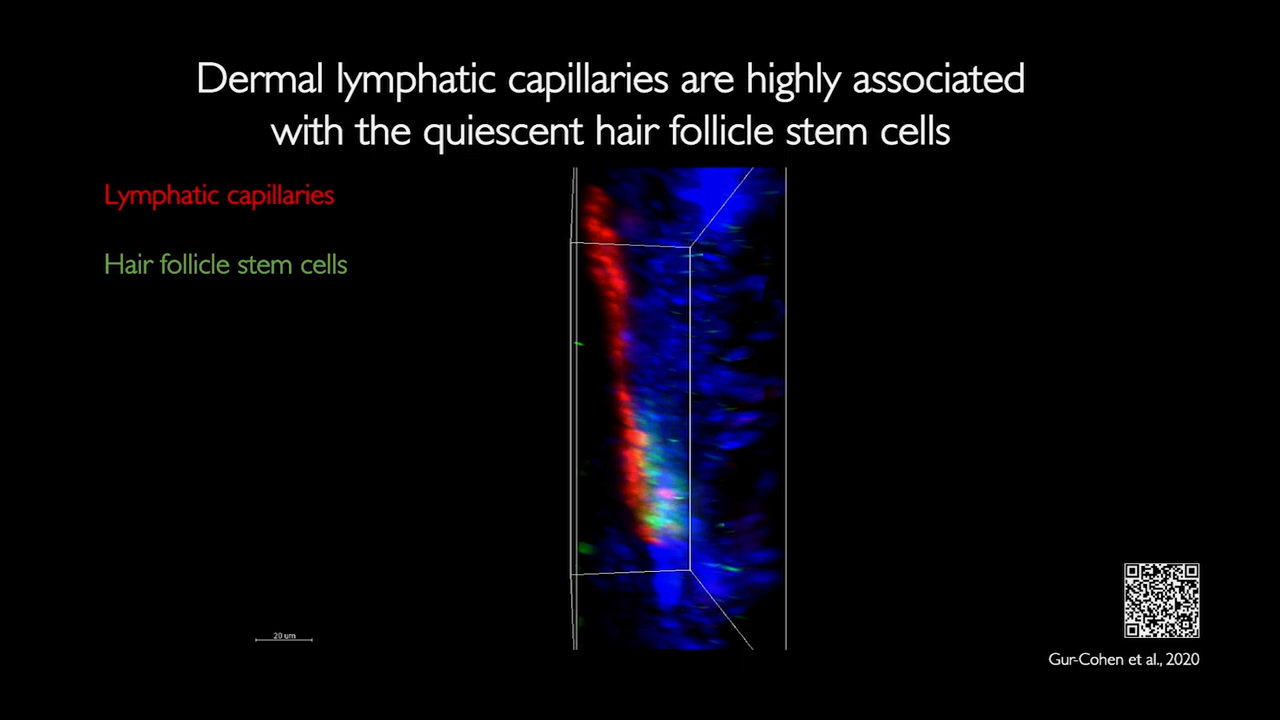 Dermal lymphatic capillaries are highly associated
with the quiescent hair follicle stem cells
Lymphatic capillaries
Hair follicle stem cells
20 um
Gur-Cohen et al., 2020